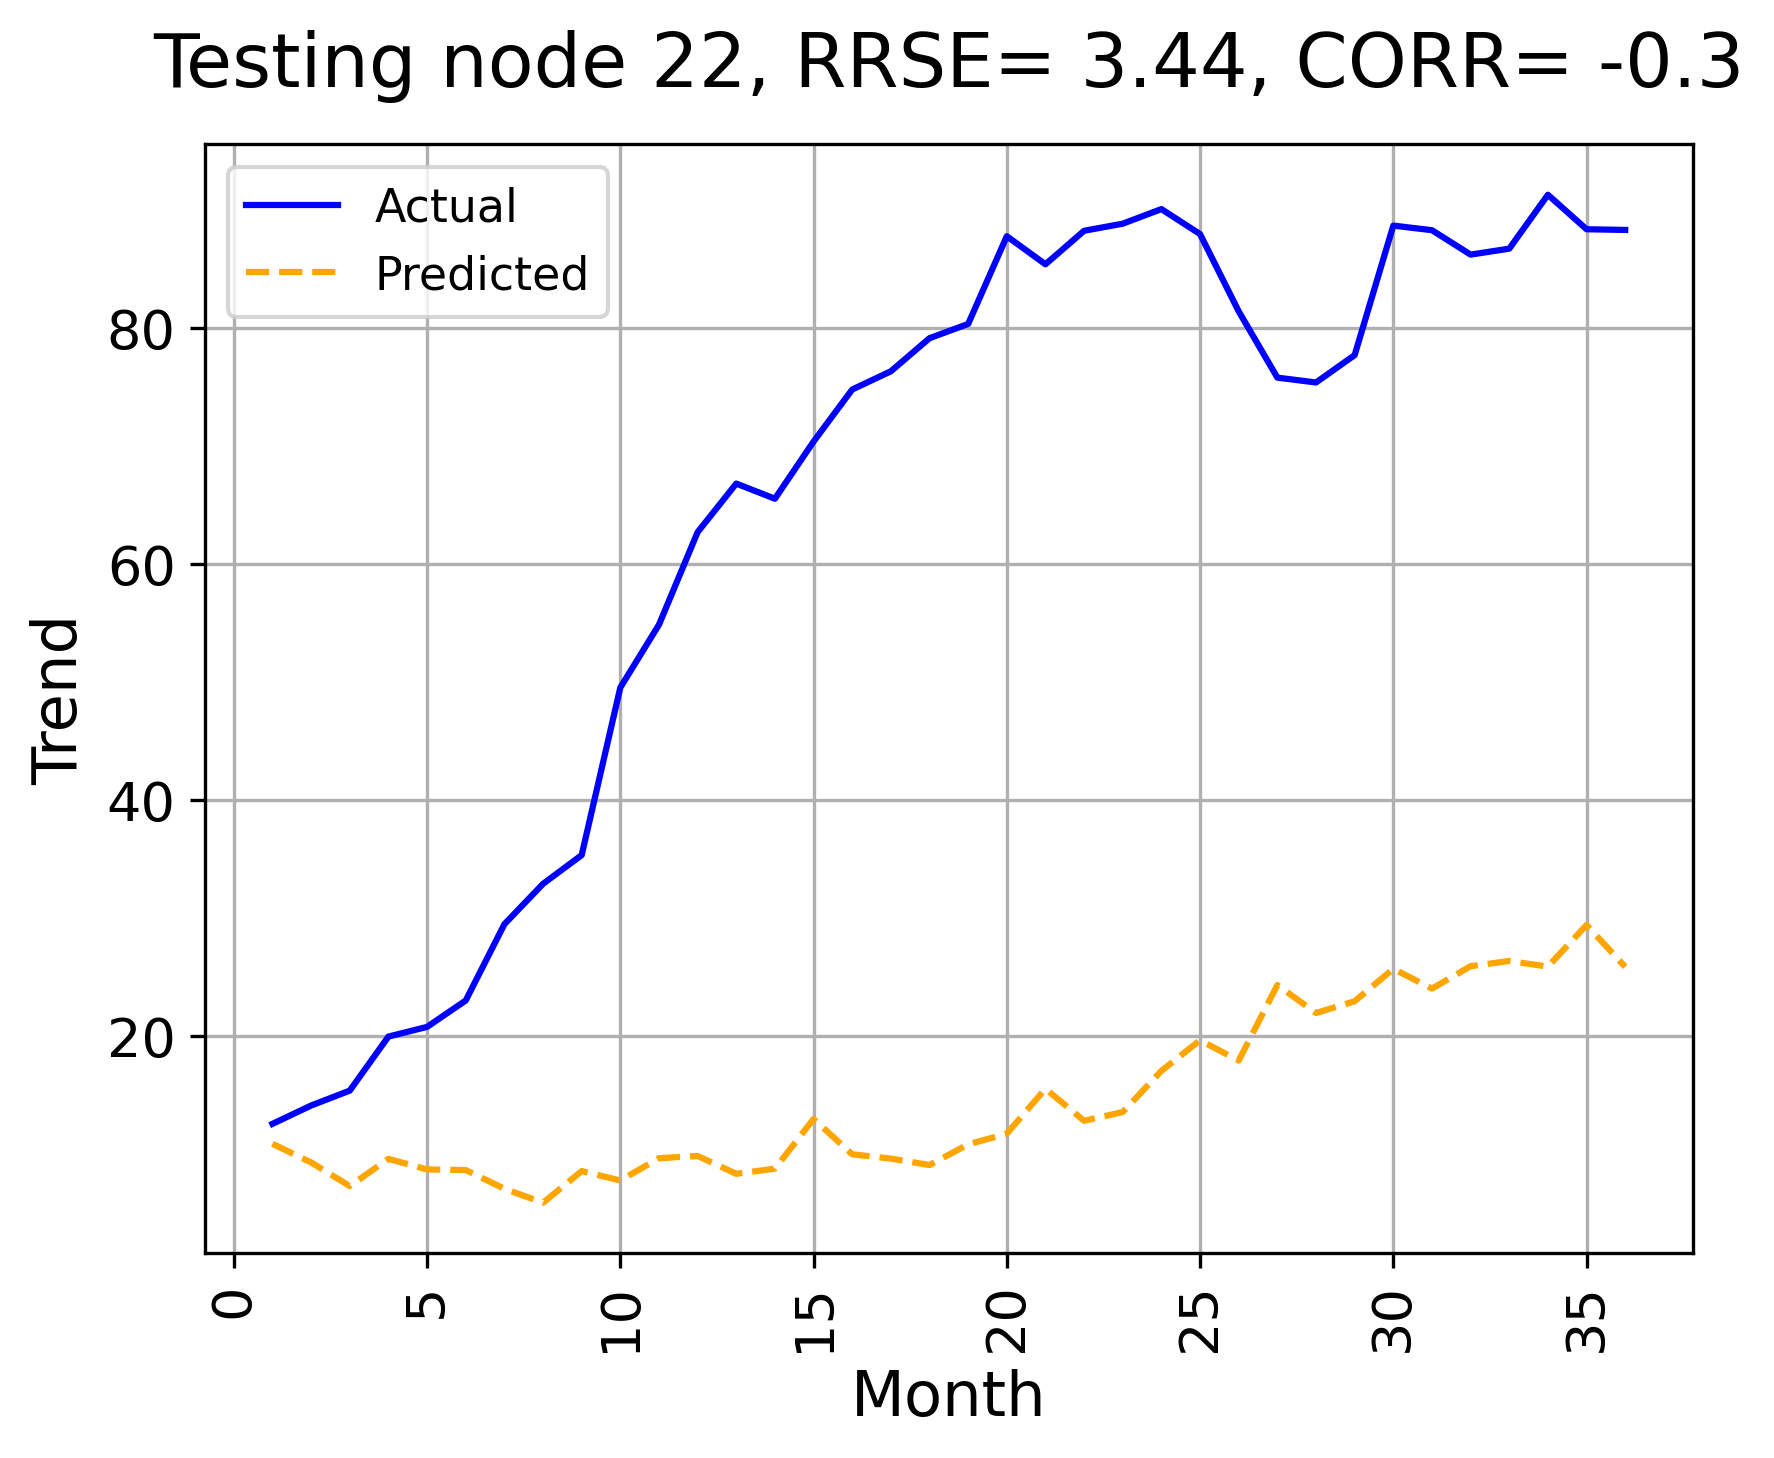 Testing node 22, RRSE= 3.44, CORR= -0.3
Actual
Predicted
80
60
40
20
Trend
0 5 10 15 20 25 30 35
Month